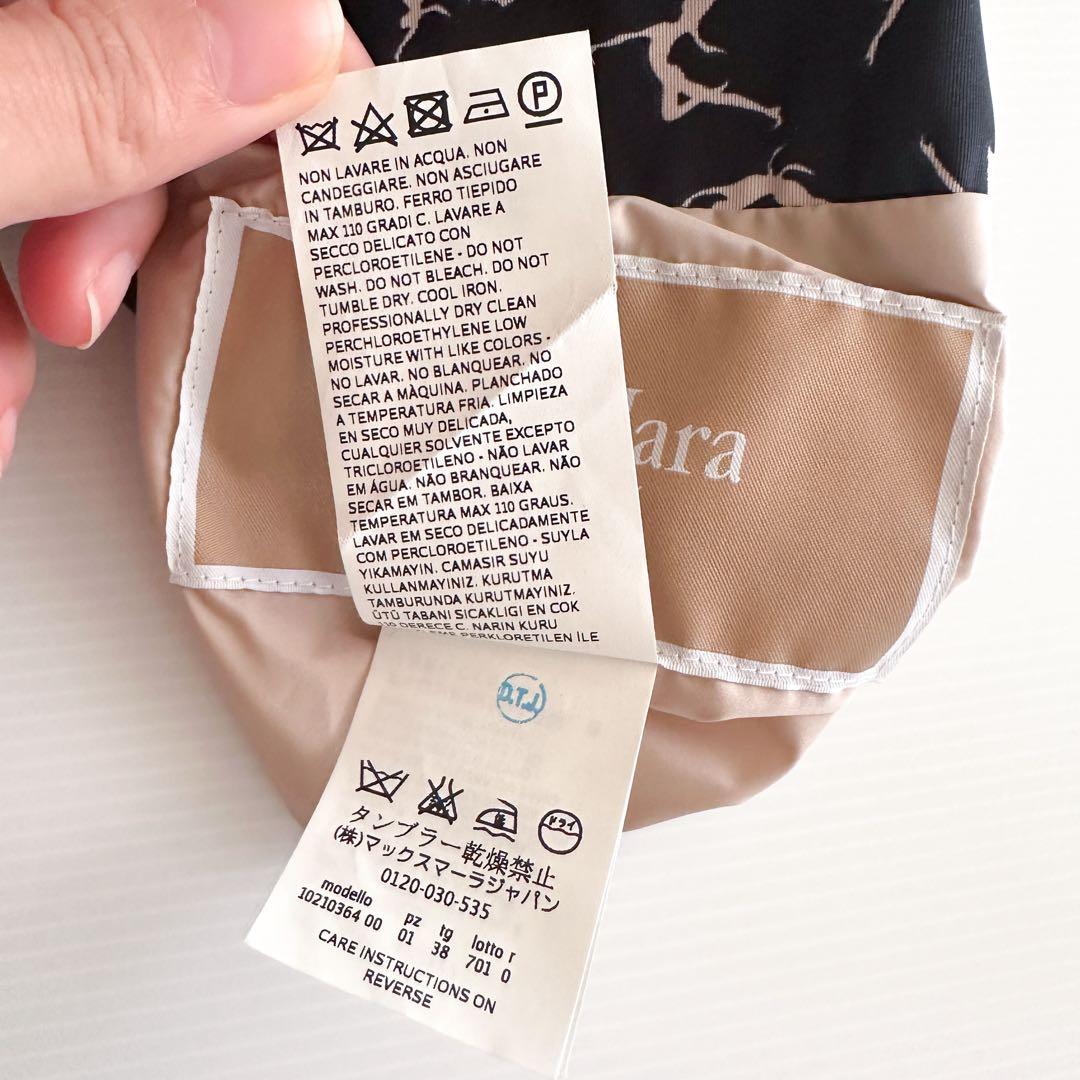 P
NON LAVARE IN ACQUA. NON
CANDEGGIARE. NON ASCIUGARE
IN TAMBURO. FERRO TIEPIDO
MAX 110 GRADI C. LAVARE A
SECCO DELICATO CON
PERCLOROETILENE - DO NOT
WASH. DO NOT BLEACH. DO NOT
TUMBLE DRY. COOL IRON.
PROFESSIONALLY DRY CLEAN
PERCHLOROETHYLENE LOW
MOISTURE WITH LIKE COLORS -
NO LAVAR. NO BLANQUEAR. NO
SECAR A MÀQUINA. PLANCHADO
A TEMPERATURA FRIA. LIMPIEZA
EN SECO MUY DELICADA,
CUALQUIER SOLVENTE EXCEPTO
TRICLOROETILENO - NÃO LAVAR
EM ÁGUA. NÃO BRANQUEAR. NÃO
SECAR EM TAMBOR. BAIXA
TEMPERATURA MAX 110 GRAUS.
LAVAR EM SECO DELICADAMENTE
COM PERCLOROETILENO - SUYLA
YIKAMAYIN. CAMASIR SUYU
KULLANMAYINIZ. KURUTMA
TAMBURUNDA KURUTMAYINIZ.
ÜTÜ TABANI SICAKLIGI EN COK
110 DERECE C. NARIN KURU
PERKLORETILEN İLE
ara
D.T.J.
低 ドライ
タンブラー乾燥禁止
(株)マックスマーラジャパン
0120-030-535
modello pz tg lotto r
10210364 00 01 38 701 0
CARE INSTRUCTIONS ON
REVERSE